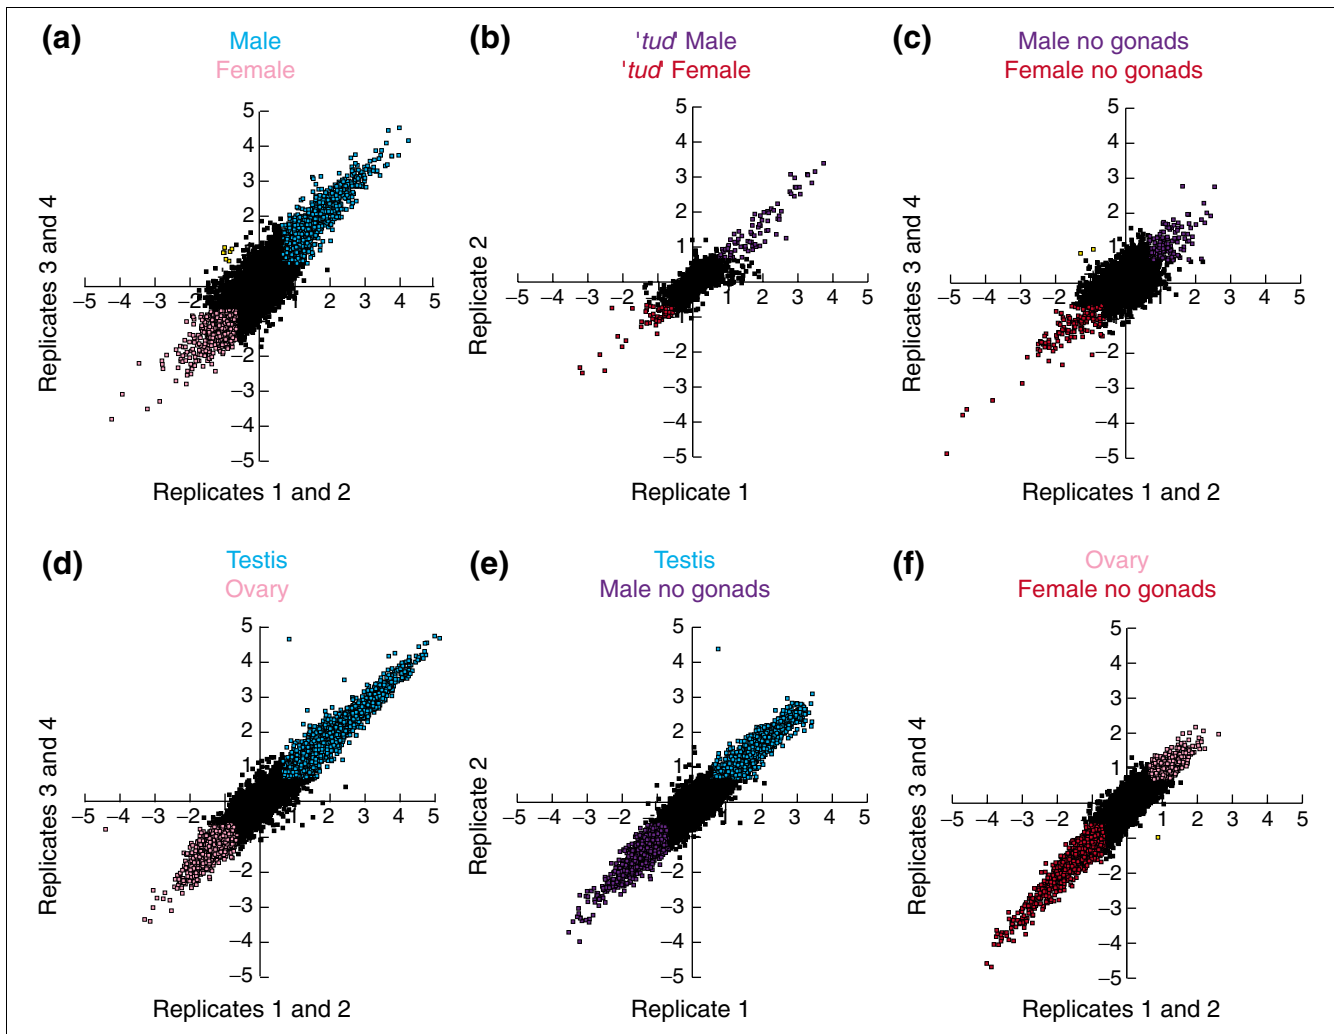 (a)
Male
Female
5
4
3
2
−5 −4 −3 −2 1 2 3 4 5
−2
−3
−4
−5
Replicates 3 and 4
Replicates 1 and 2
(b)
'tud' Male
'tud' Female
5
4
3
2
1
−5 −4 −3 −2 1 2 3 4 5
−2
−3
−4
−5
Replicate 2
Replicate 1
(c)
Male no gonads
Female no gonads
5
4
3
2
1
−5 −4 −3 −2 1 2 3 4 5
−2
−3
−4
−5
Replicates 3 and 4
Replicates 1 and 2
(d)
Testis
Ovary
5
4
3
2
1
−5 −4 −3 −2 −1 1 2 3 4 5
−2
−3
−4
−5
Replicates 3 and 4
Replicates 1 and 2
(e)
Testis
Male no gonads
5
4
3
2
1
−5 −4 −3 −2 −1 1 2 3 4 5
−2
−3
−4
−5
Replicate 2
Replicate 1
(f)
Ovary
Female no gonads
5
4
3
2
1
−5 −4 −3 −2 −1 1 2 3 4 5
−2
−3
−4
−5
Replicates 3 and 4
Replicates 1 and 2